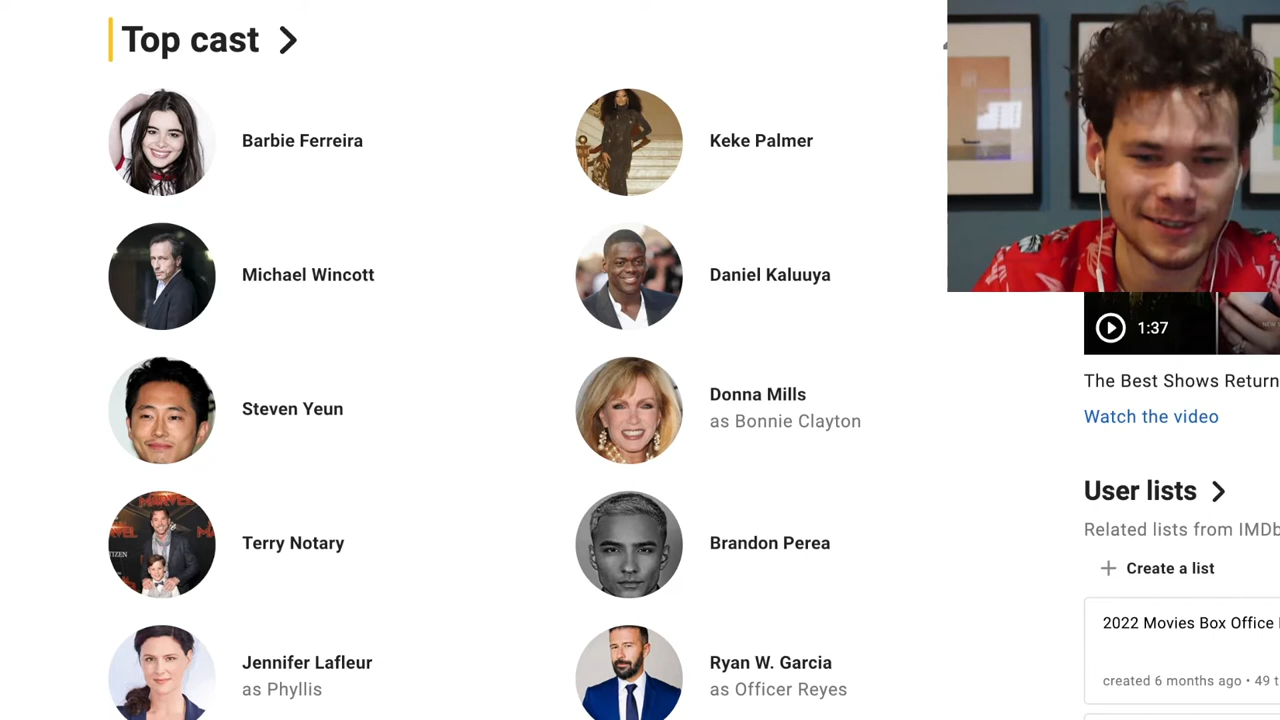 Top cast
Barbie Ferreira
Keke Palmer
Michael Wincott
Daniel Kaluuya
Steven Yeun
Donna Mills
as Bonnie Clayton
Terry Notary
Brandon Perea
Jennifer Lafleur
as Phyllis
Ryan W. Garcia
as Officer Reyes
1:37
The Best Shows Return
Watch the video
User lists
Related lists from IMDb
Create a list
2022 Movies Box Office
created 6 months ago • 49 t
MARVEL